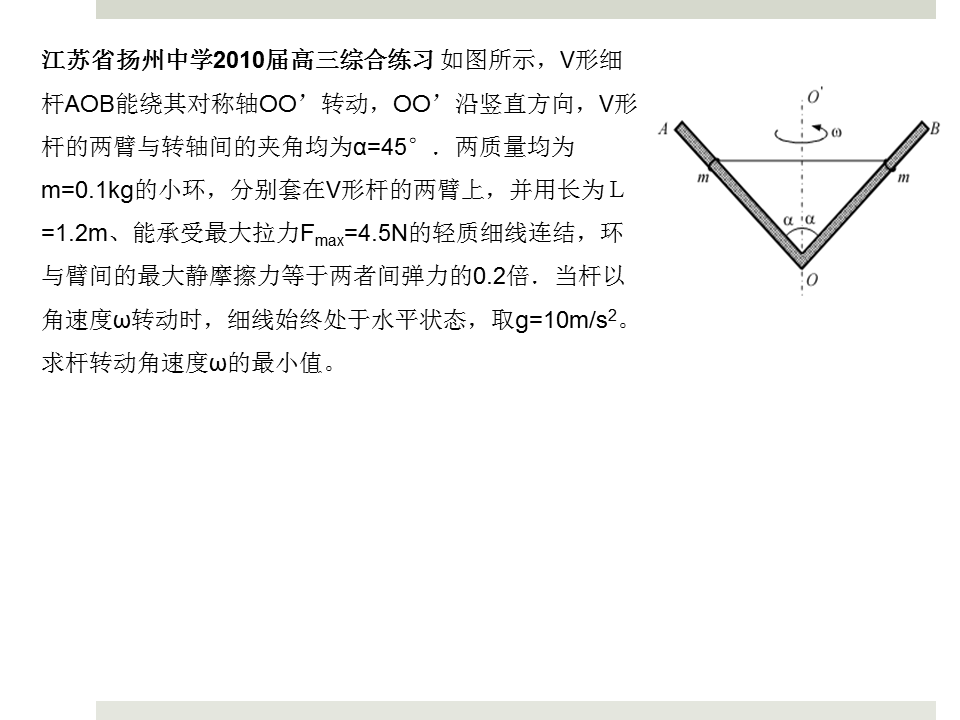 江苏省扬州中学2010届高三综合练习 如图所示，V形细
杆AOB能绕其对称轴OO’转动，OO’沿竖直方向，V形
杆的两臂与转轴间的夹角均为α=45°．两质量均为
m=0.1kg的小环，分别套在V形杆的两臂上，并用长为Ｌ
=1.2m、能承受最大拉力Fmax=4.5N的轻质细线连结，环
与臂间的最大静摩擦力等于两者间弹力的0.2倍．当杆以
角速度ω转动时，细线始终处于水平状态，取g=10m/s2。
求杆转动角速度ω的最小值。
O'
A
ω
B
m
m
α
α
O